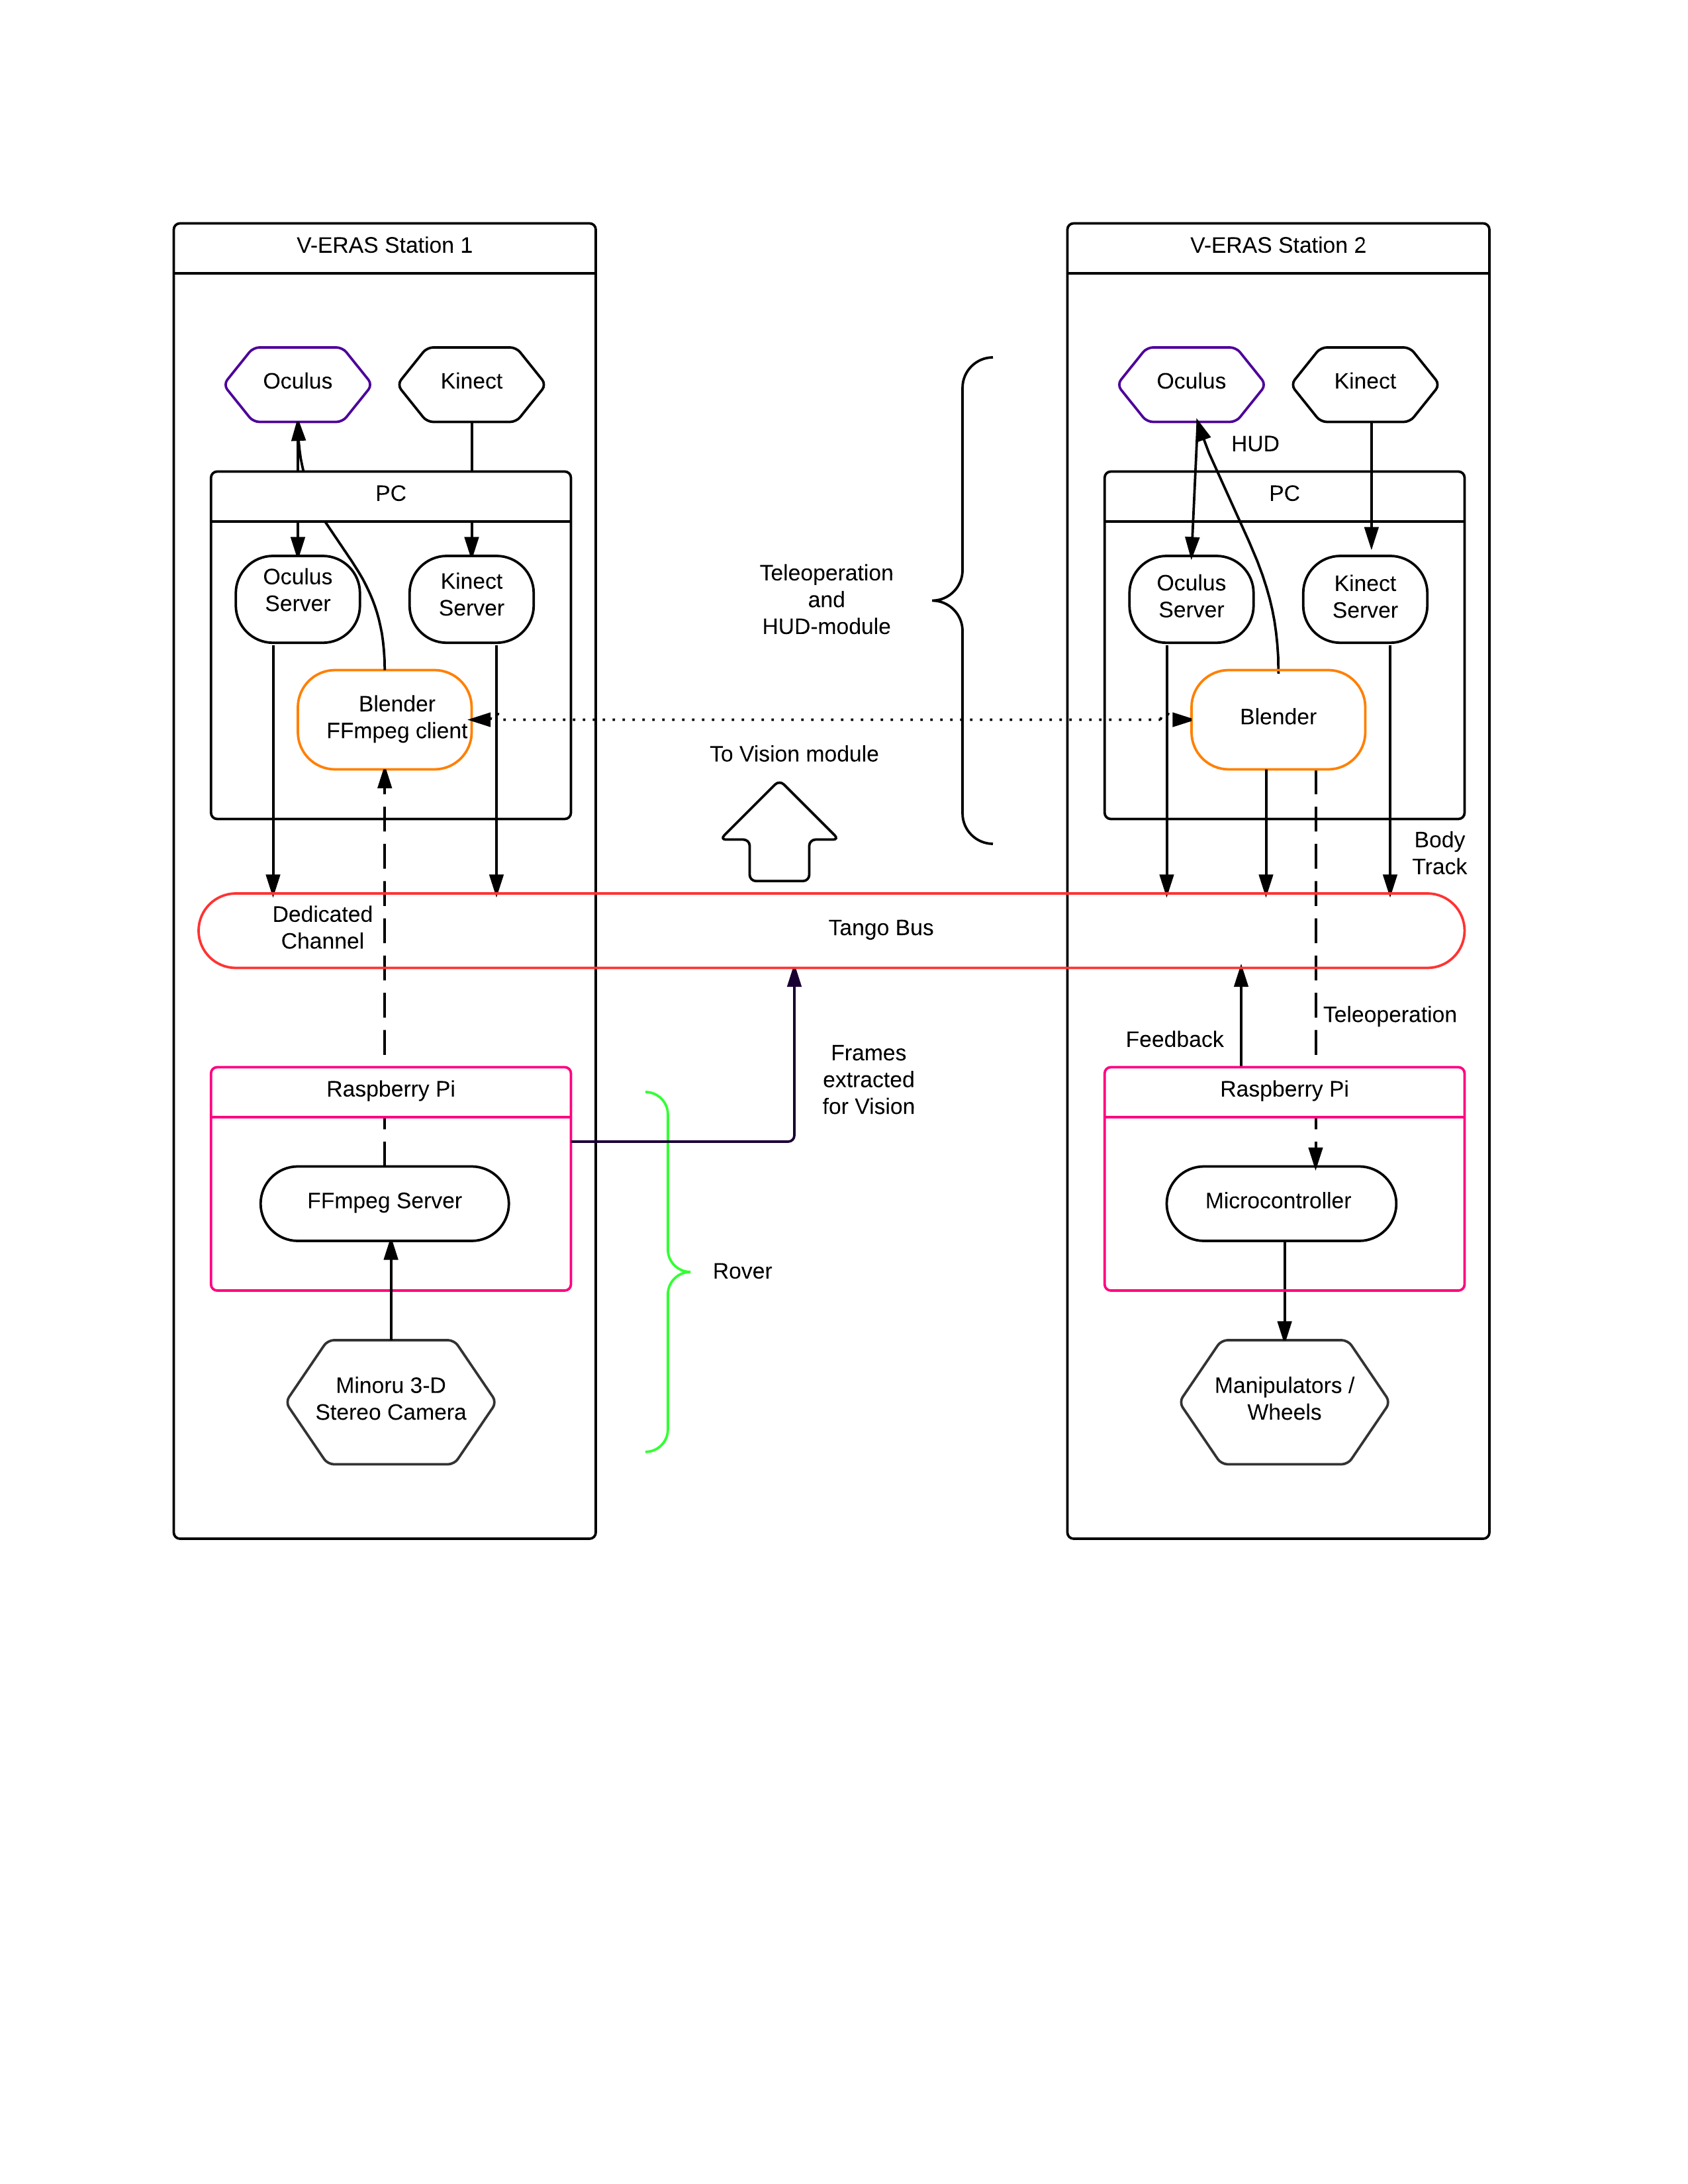 V-ERAS Station 1
V-ERAS Station 2
Oculus
Kinect
Oculus
Kinect
HUD
PC
PC
Oculus
Server
Kinect
Server
Teleoperation
and
HUD-module
Oculus
Server
Kinect
Server
Blender
FFmpeg client
Blender
To Vision module
Body
Track
Dedicated
Channel
Tango Bus
Teleoperation
Feedback
Frames
extracted
for Vision
Raspberry Pi
Raspberry Pi
FFmpeg Server
Microcontroller
Rover
Minoru 3-D
Stereo Camera
Manipulators /
Wheels